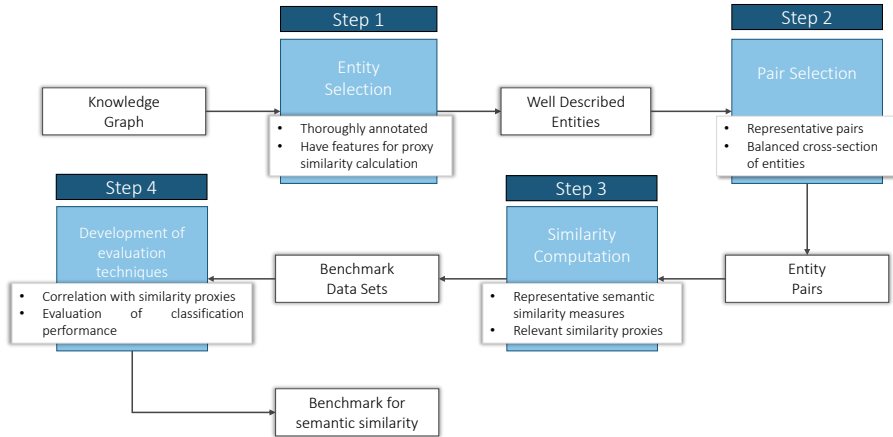 Step 1
Entity
Selection
• Thoroughly annotated
• Have features for proxy
similarity calculation
Knowledge
Graph
Well Described
Entities
Step 2
Pair Selection
• Representative pairs
• Balanced cross-section
of entities
Entity
Pairs
Step 3
Similarity
Computation
• Representative semantic
similarity measures
• Relevant similarity proxies
Benchmark
Data Sets
Step 4
Development of
evaluation
techniques
• Correlation with similarity proxies
• Evaluation of classification
performance
Benchmark for
semantic similarity